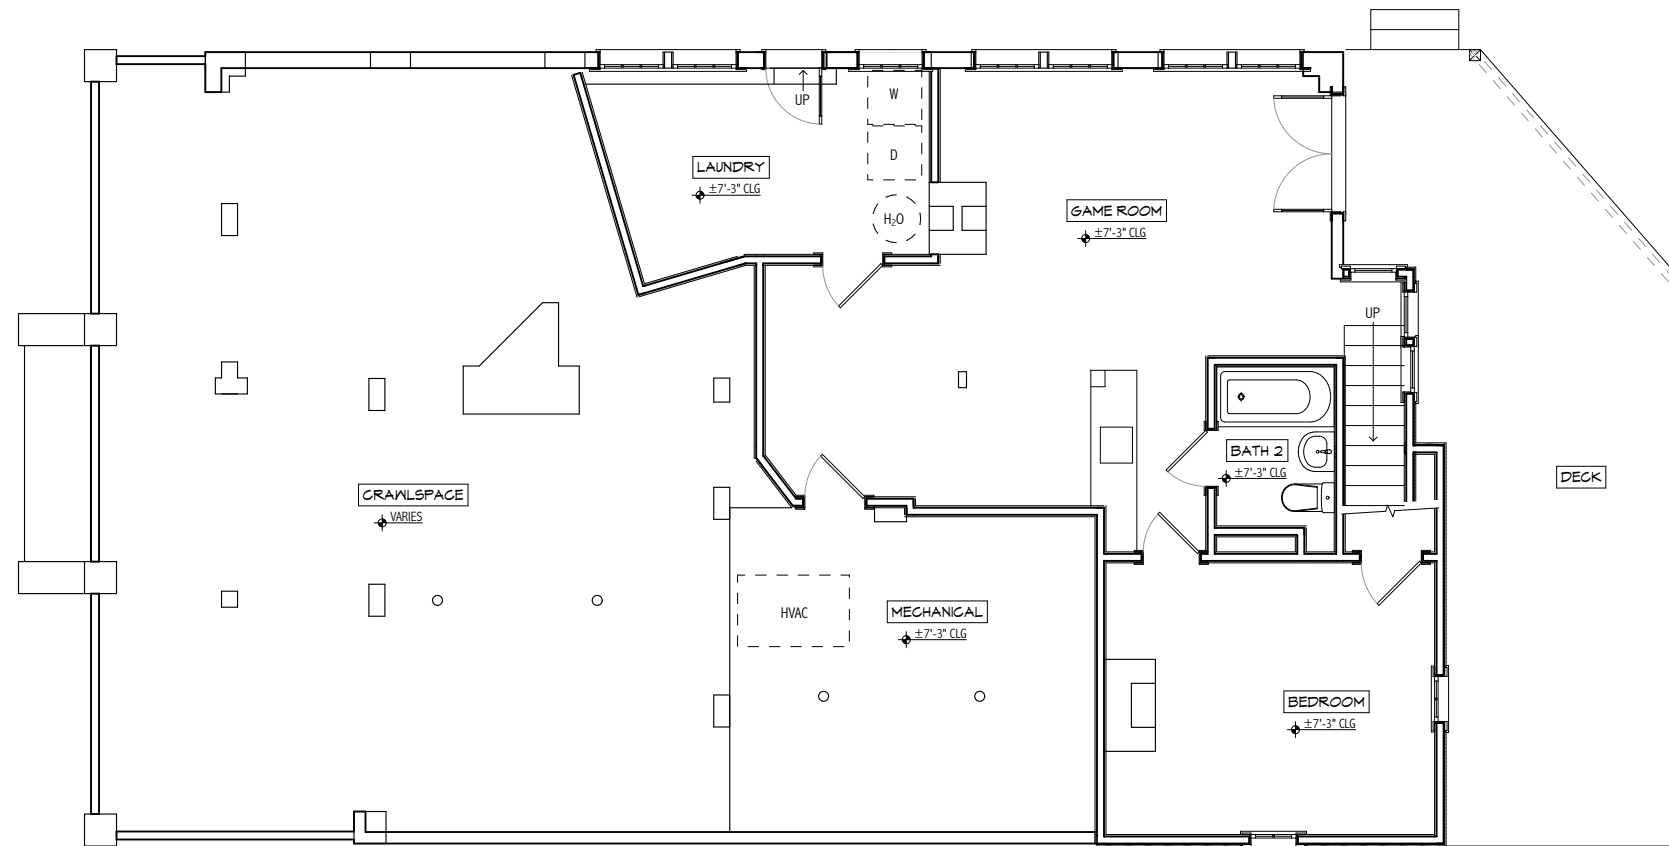 UP
W
D
LAUNDRY
±7'-3" CLG
H₂O
GAME ROOM
±7'-3" CLG
UP
BATH 2
±7'-3" CLG
DECK
CRAWLSPACE
VARIES
HVAC
MECHANICAL
±7'-3" CLG
BEDROOM
±7'-3" CLG